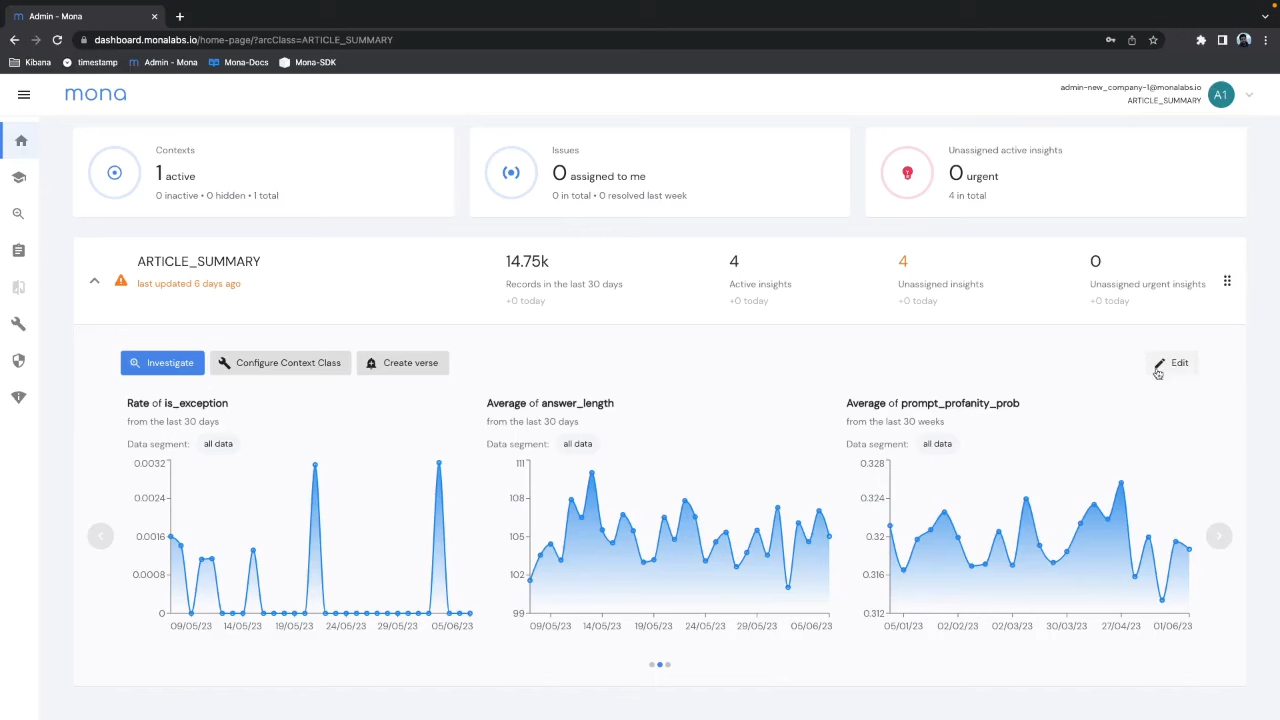 Admin - Mona
dashboard.monalabs.io/home-page/?arcClass=ARTICLE_SUMMARY
Kibana timestamp Admin - Mona Mona-Docs Mona-SDK
mona
admin-new_company-1@monalabs.io
ARTICLE_SUMMARY
A1
Contexts
1 active
0 inactive • 0 hidden • 1 total
Issues
0 assigned to me
0 in total • 0 resolved last week
Unassigned active insights
0 urgent
4 in total
ARTICLE_SUMMARY
last updated 6 days ago
14.75k
Records in the last 30 days
+0 today
4
Active insights
+0 today
4
Unassigned insights
+0 today
0
Unassigned urgent insights
+0 today
Investigate
Configure Context Class
Create verse
Edit
Rate of is_exception
from the last 30 days
Data segment: all data
0.0032
0.0024
0.0016
0.0008
0
09/05/23 14/05/23 19/05/23 24/05/23 29/05/23 05/06/23
Average of answer_length
from the last 30 days
Data segment: all data
111
108
105
102
99
09/05/23 14/05/23 19/05/23 24/05/23 29/05/23 05/06/23
Average of prompt_profanity_prob
from the last 30 weeks
Data segment: all data
0.328
0.324
0.32
0.316
0.312
05/01/23 02/02/23 02/03/23 30/03/23 27/04/23 01/06/23